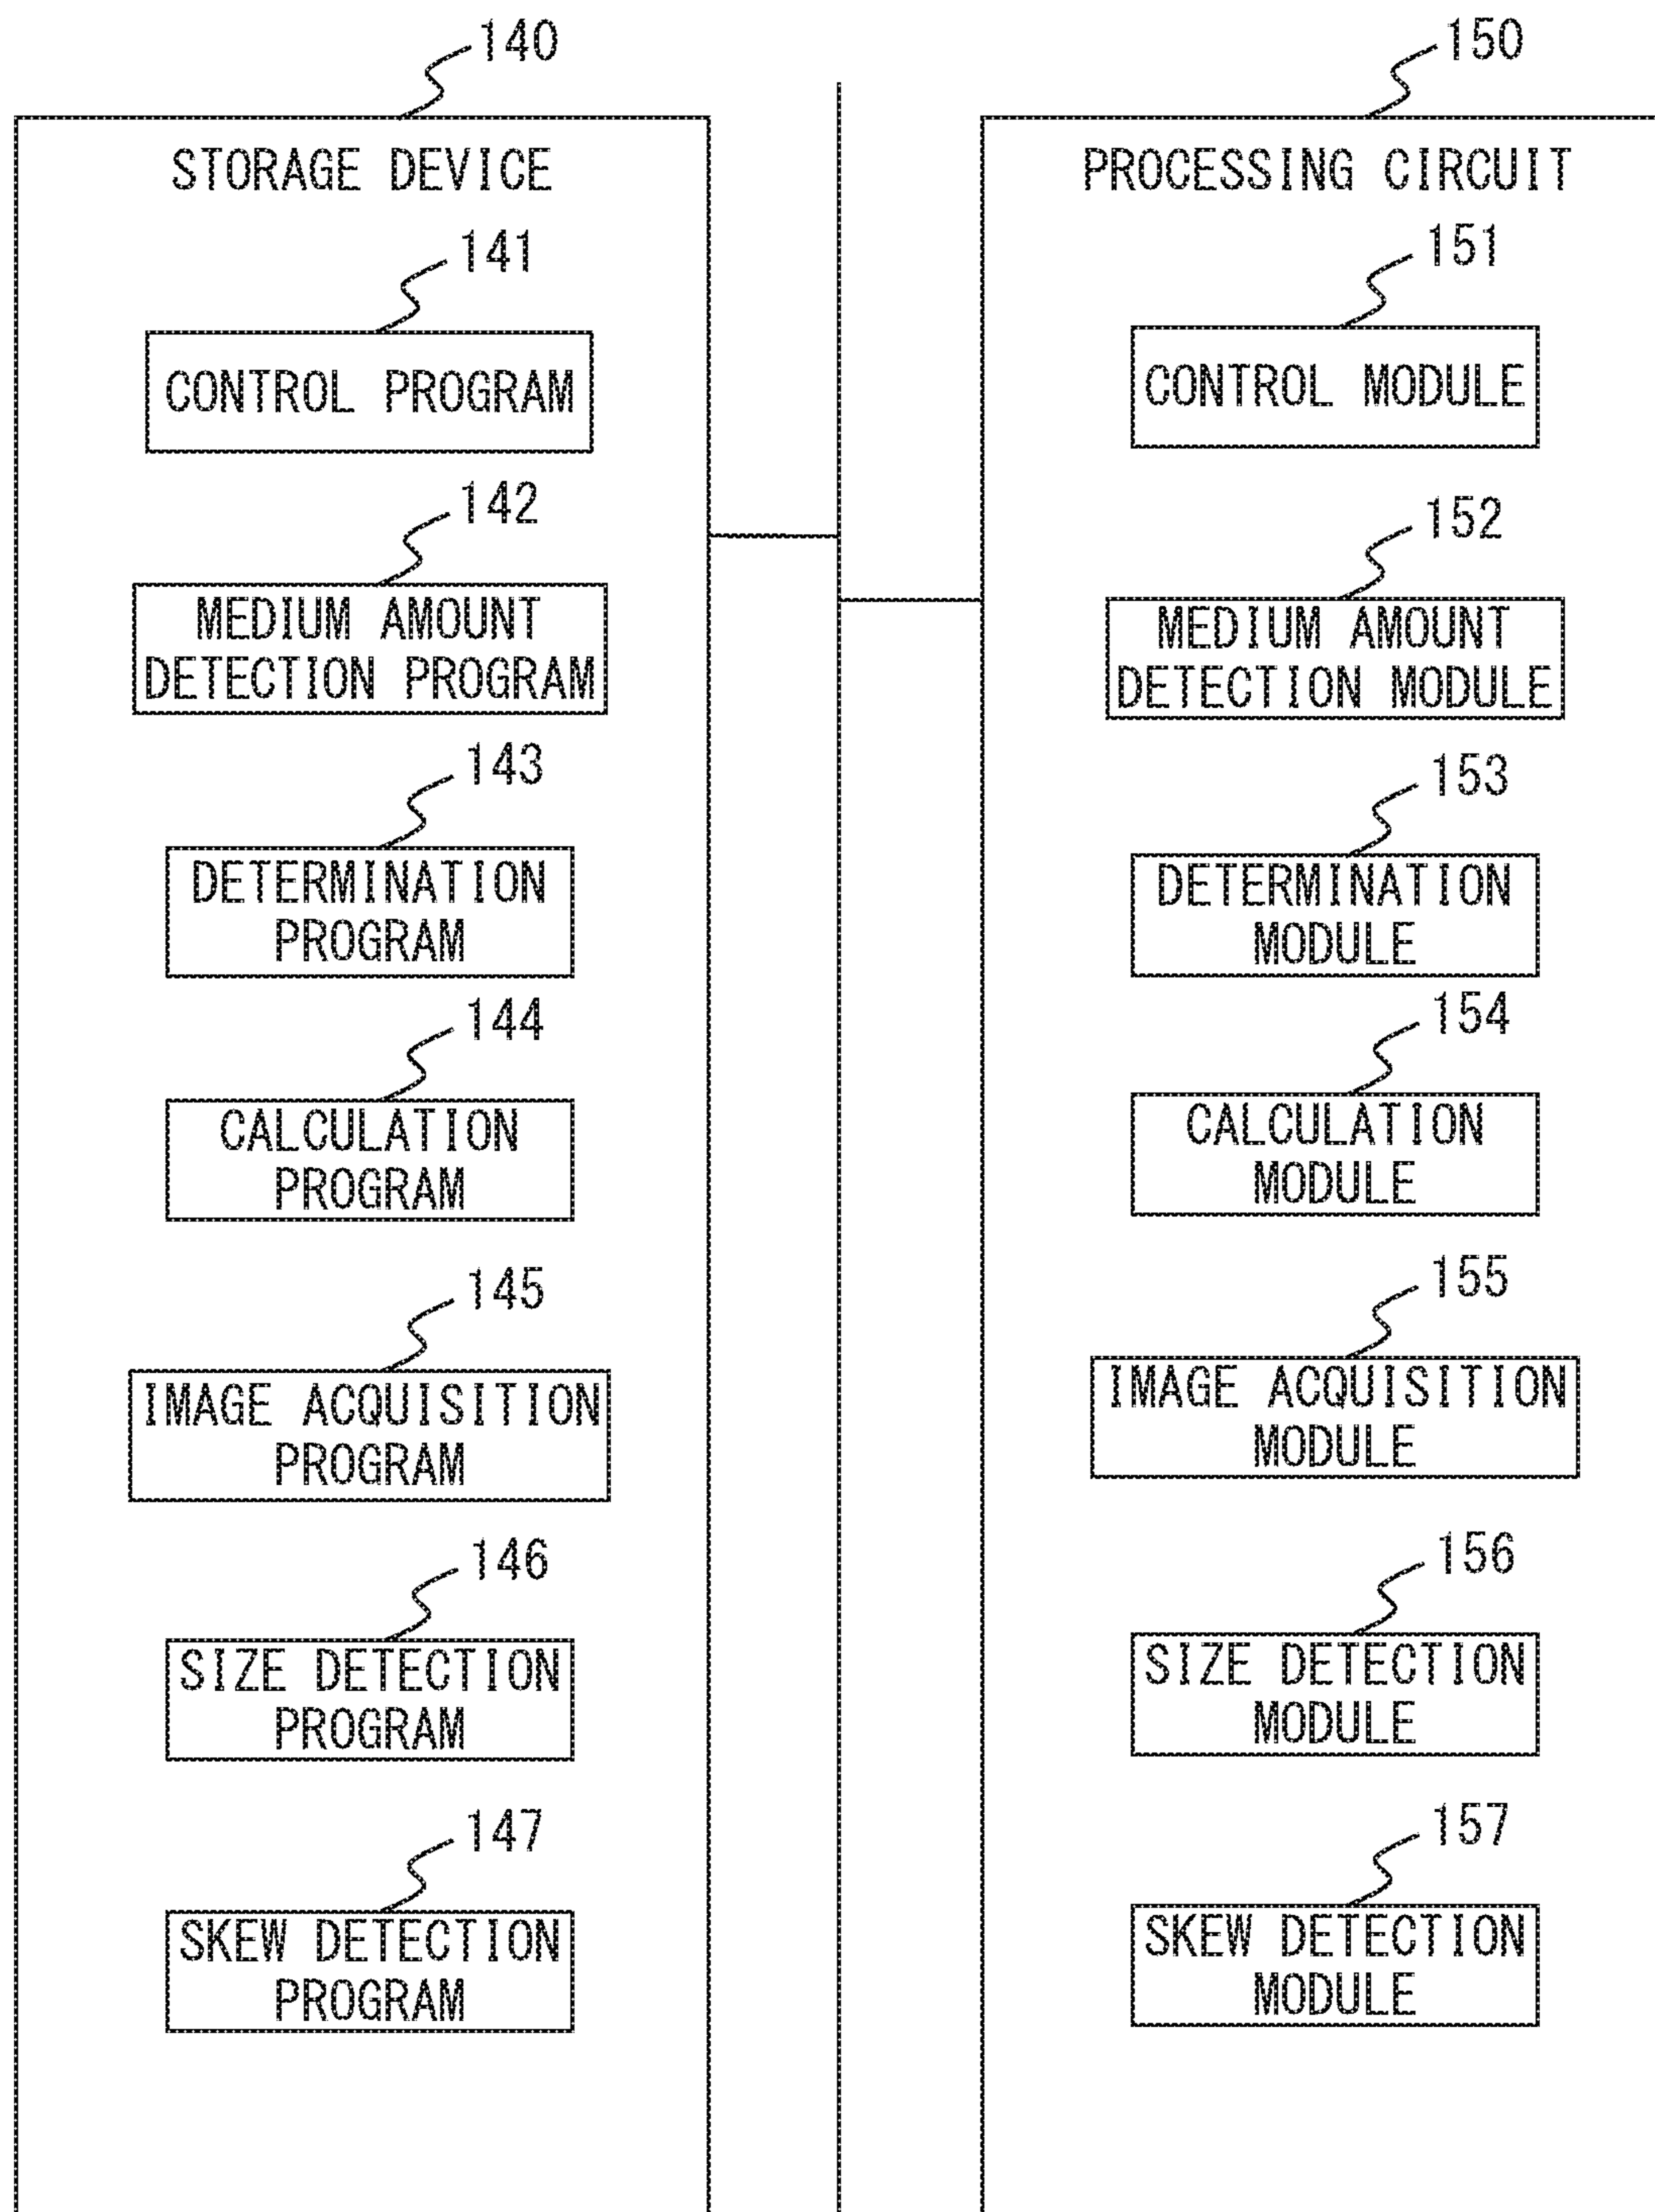 140
STORAGE DEVICE
141
CONTROL PROGRAM
142
MEDIUM AMOUNT
DETECTION PROGRAM
143
DETERMINATION
PROGRAM
144
CALCULATION
PROGRAM
145
IMAGE ACQUISITION
PROGRAM
146
SIZE DETECTION
PROGRAM
147
SKEW DETECTION
PROGRAM
150
PROCESSING CIRCUIT
151
CONTROL MODULE
152
MEDIUM AMOUNT
DETECTION MODULE
153
DETERMINATION
MODULE
154
CALCULATION
MODULE
155
IMAGE ACQUISITION
MODULE
156
SIZE DETECTION
MODULE
157
SKEW DETECTION
MODULE